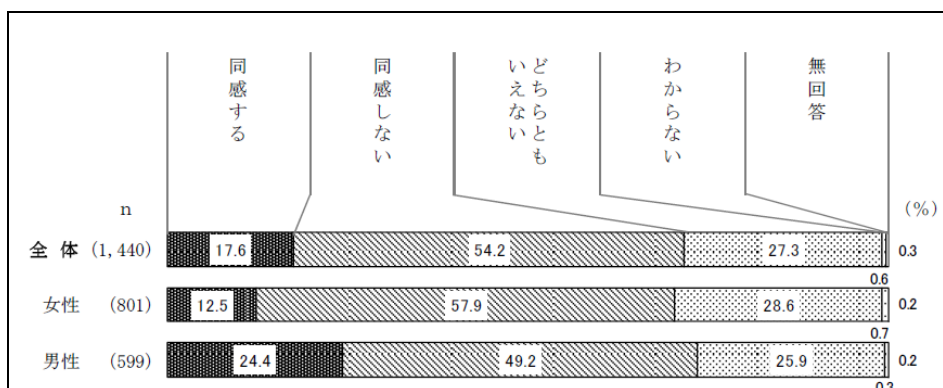 同感する
同感しない
どちらとも
いえない
わからない
無回答
n
(%)
全体 (1,440) 17.6 54.2 27.3 0.3
0.6
女性 (801) 12.5 57.9 28.6 0.2
0.7
男性 (599) 24.4 49.2 25.9 0.2